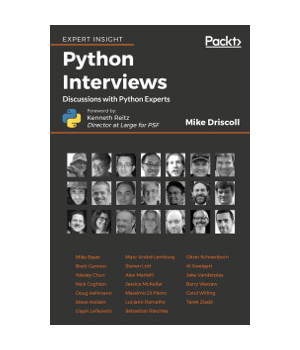 EXPERT INSIGHT
Packt>
Python
Interviews
Discussions with Python Experts
Foreword by:
Kenneth Reitz
Director at Large for PSF
Mike Driscoll
Mike Bayer
Brett Cannon
Wesley Chun
Nick Coghlan
Doug Hellmann
Steve Holden
Glyph Lefkowitz
Marc-André Lemburg
Steven Lott
Alex Martelli
Jessica McKellar
Massimo Di Pierro
Luciano Ramalho
Sebastian Raschka
Oliver Schoenborn
Al Sweigart
Jake Vanderplas
Barry Warsaw
Carol Willing
Tarek Ziadé